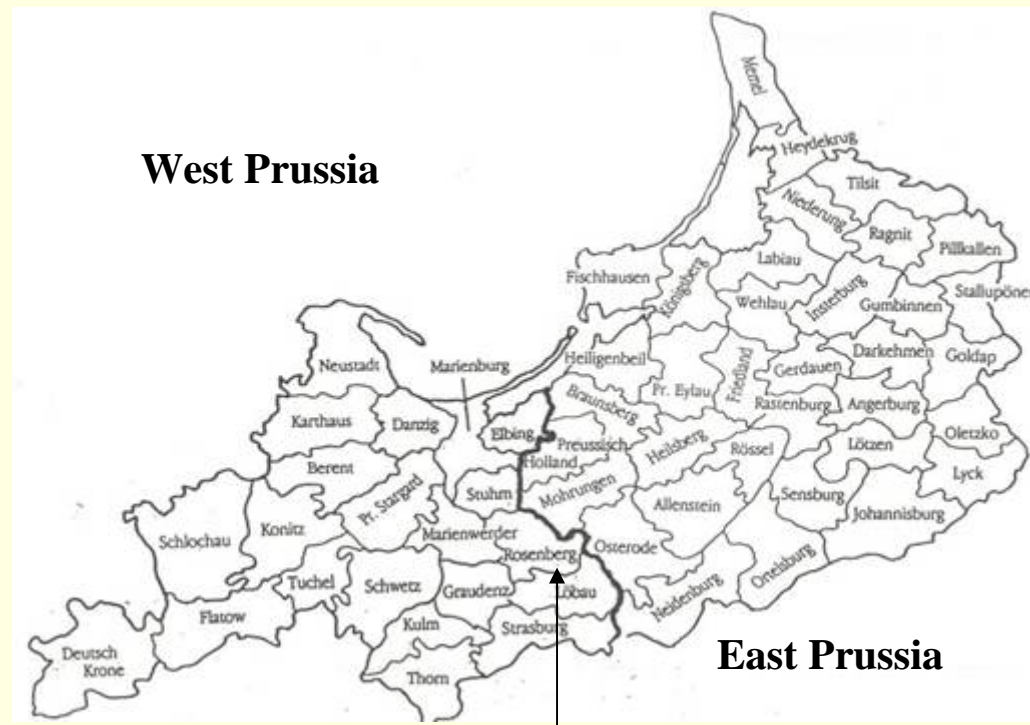 West Prussia
Memel
Heydekrug
Tilsit
Niederung
Ragnit
Pillkallen
Labiau
Fischhausen
Königsberg
Wehlau
Insterburg
Gumbinnen
Stallupönen
Neustadt
Marienburg
Heiligenbeil
Pr. Eylau
Friedland
Gerdauen
Darkehmen
Goldap
Karthaus
Danzig
Elbing
Braunsberg
Rastenburg
Angerburg
Berent
Preussisch
Holland
Heilsberg
Rössel
Lötzen
Oletzko
Lyck
Schlochau
Konitz
Pr. Stargard
Stuhm
Mohrungen
Allenstein
Sensburg
Johannisburg
Marienwerder
Rosenberg
Osterode
Ortelsburg
Tuchel
Schwetz
Graudenz
Löbau
Neidenburg
Flatow
Kulm
Strasburg
Deutsch
Krone
Thorn
East Prussia